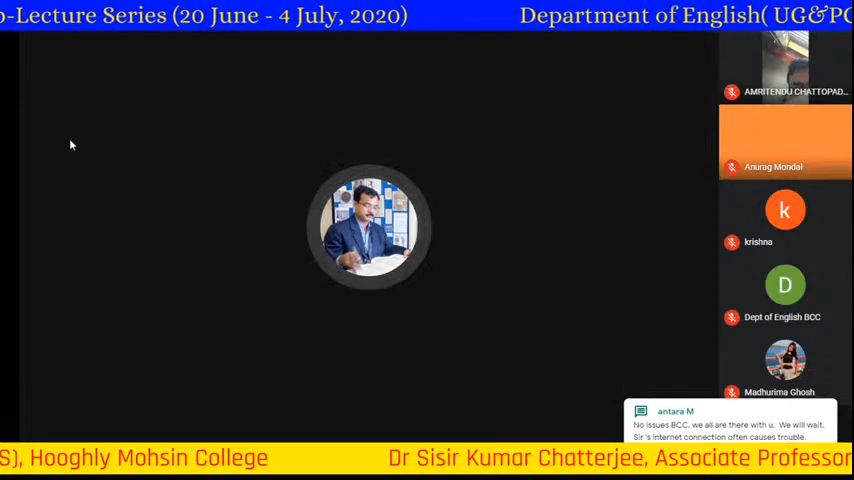 o-Lecture Series (20 June - 4 July, 2020)
Department of English( UG&PG
AMRITENDU CHATTOPAD...
Anurag Mondal
k
krishna
D
Dept of English BCC
Madhurima Ghosh
antara M
No issues BCC, we all are there with u. We will wait.
Sir 's internet connection often causes trouble.
S), Hooghly Mohsin College
Dr Sisir Kumar Chatterjee, Associate Professor